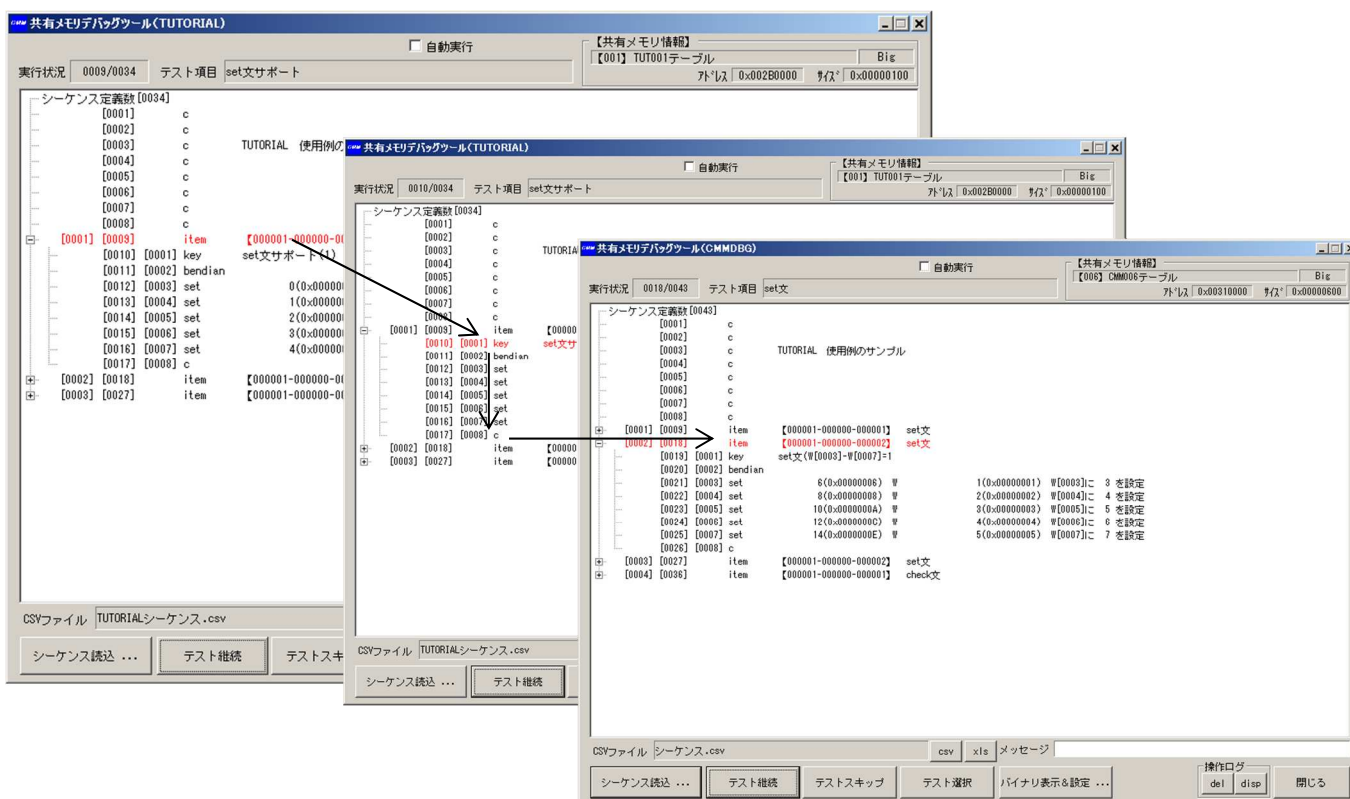 共有メモリデバッグツール(TUTORIAL)
自動実行
【共有メモリ情報】
【001】TUT001テーブル Big
実行状況 0009/0034 テスト項目 set文サポート
アドレス 0x002B0000 サイズ 0x00000100
シーケンス定義数[0034]
[0001] c
[0002] c
[0003] c TUTORIAL 使用例の
[0004] c
[0005] c
[0006] c
[0007] c
[0008] c
[0001] [0009] item 【000001-000000-0
[0010] [0001] key set文サポート(1)
[0011] [0002] bendian
[0012] [0003] set 0(0x00000
[0013] [0004] set 1(0x00000
[0014] [0005] set 2(0x00000
[0015] [0006] set 3(0x00000
[0016] [0007] set 4(0x00000
[0017] [0008] c
[0002] [0018] item 【000001-000000-0
[0003] [0027] item 【000001-000000-0
CSVファイル TUTORIALシーケンス.csv
シーケンス読込 ... テスト継続 テストスキ
共有メモリデバッグツール(TUTORIAL)
自動実行
【共有メモリ情報】
【001】TUT001テーブル Big
実行状況 0010/0034 テスト項目 set文サポート
アドレス 0x002B0000 サイズ 0x00000100
シーケンス定義数[0034]
[0001] c
[0002] c
[0003] c TUTORIA
[0004] c
[0005] c
[0006] c
[0007] c
[0008] c
[0001] [0009] item 【00000
[0010] [0001] key set文サ
[0011] [0002] bendian
[0012] [0003] set
[0013] [0004] set
[0014] [0005] set
[0015] [0006] set
[0016] [0007] set
[0017] [0008] c
[0002] [0018] item 【00000
[0003] [0027] item 【00000
CSVファイル TUTORIALシーケンス.csv
シーケンス読込 ... テスト継続
共有メモリデバッグツール(CMMDBG)
自動実行
【共有メモリ情報】
【006】CMM006テーブル Big
実行状況 0018/0043 テスト項目 set文
アドレス 0x00310000 サイズ 0x00000600
シーケンス定義数[0043]
[0001] c
[0002] c
[0003] c TUTORIAL 使用例のサンプル
[0004] c
[0005] c
[0006] c
[0007] c
[0008] c
[0001] [0009] item 【000001-000000-000001】 set文
[0002] [0018] item 【000001-000000-000002】 set文
[0019] [0001] key set文(W[0003]-W[0007]=1
[0020] [0002] bendian
[0021] [0003] set 6(0x00000006) W 1(0x00000001) W[0003]に 3 を設定
[0022] [0004] set 8(0x00000008) W 2(0x00000002) W[0004]に 4 を設定
[0023] [0005] set 10(0x0000000A) W 3(0x00000003) W[0005]に 5 を設定
[0024] [0006] set 12(0x0000000C) W 4(0x00000004) W[0006]に 6 を設定
[0025] [0007] set 14(0x0000000E) W 5(0x00000005) W[0007]に 7 を設定
[0026] [0008] c
[0003] [0027] item 【000001-000000-000002】 set文
[0004] [0036] item 【000001-000000-000001】 check文
CSVファイル シーケンス.csv csv xls メッセージ
操作ログ
シーケンス読込 ... テスト継続 テストスキップ テスト選択 バイナリ表示&設定 ... del disp 閉じる